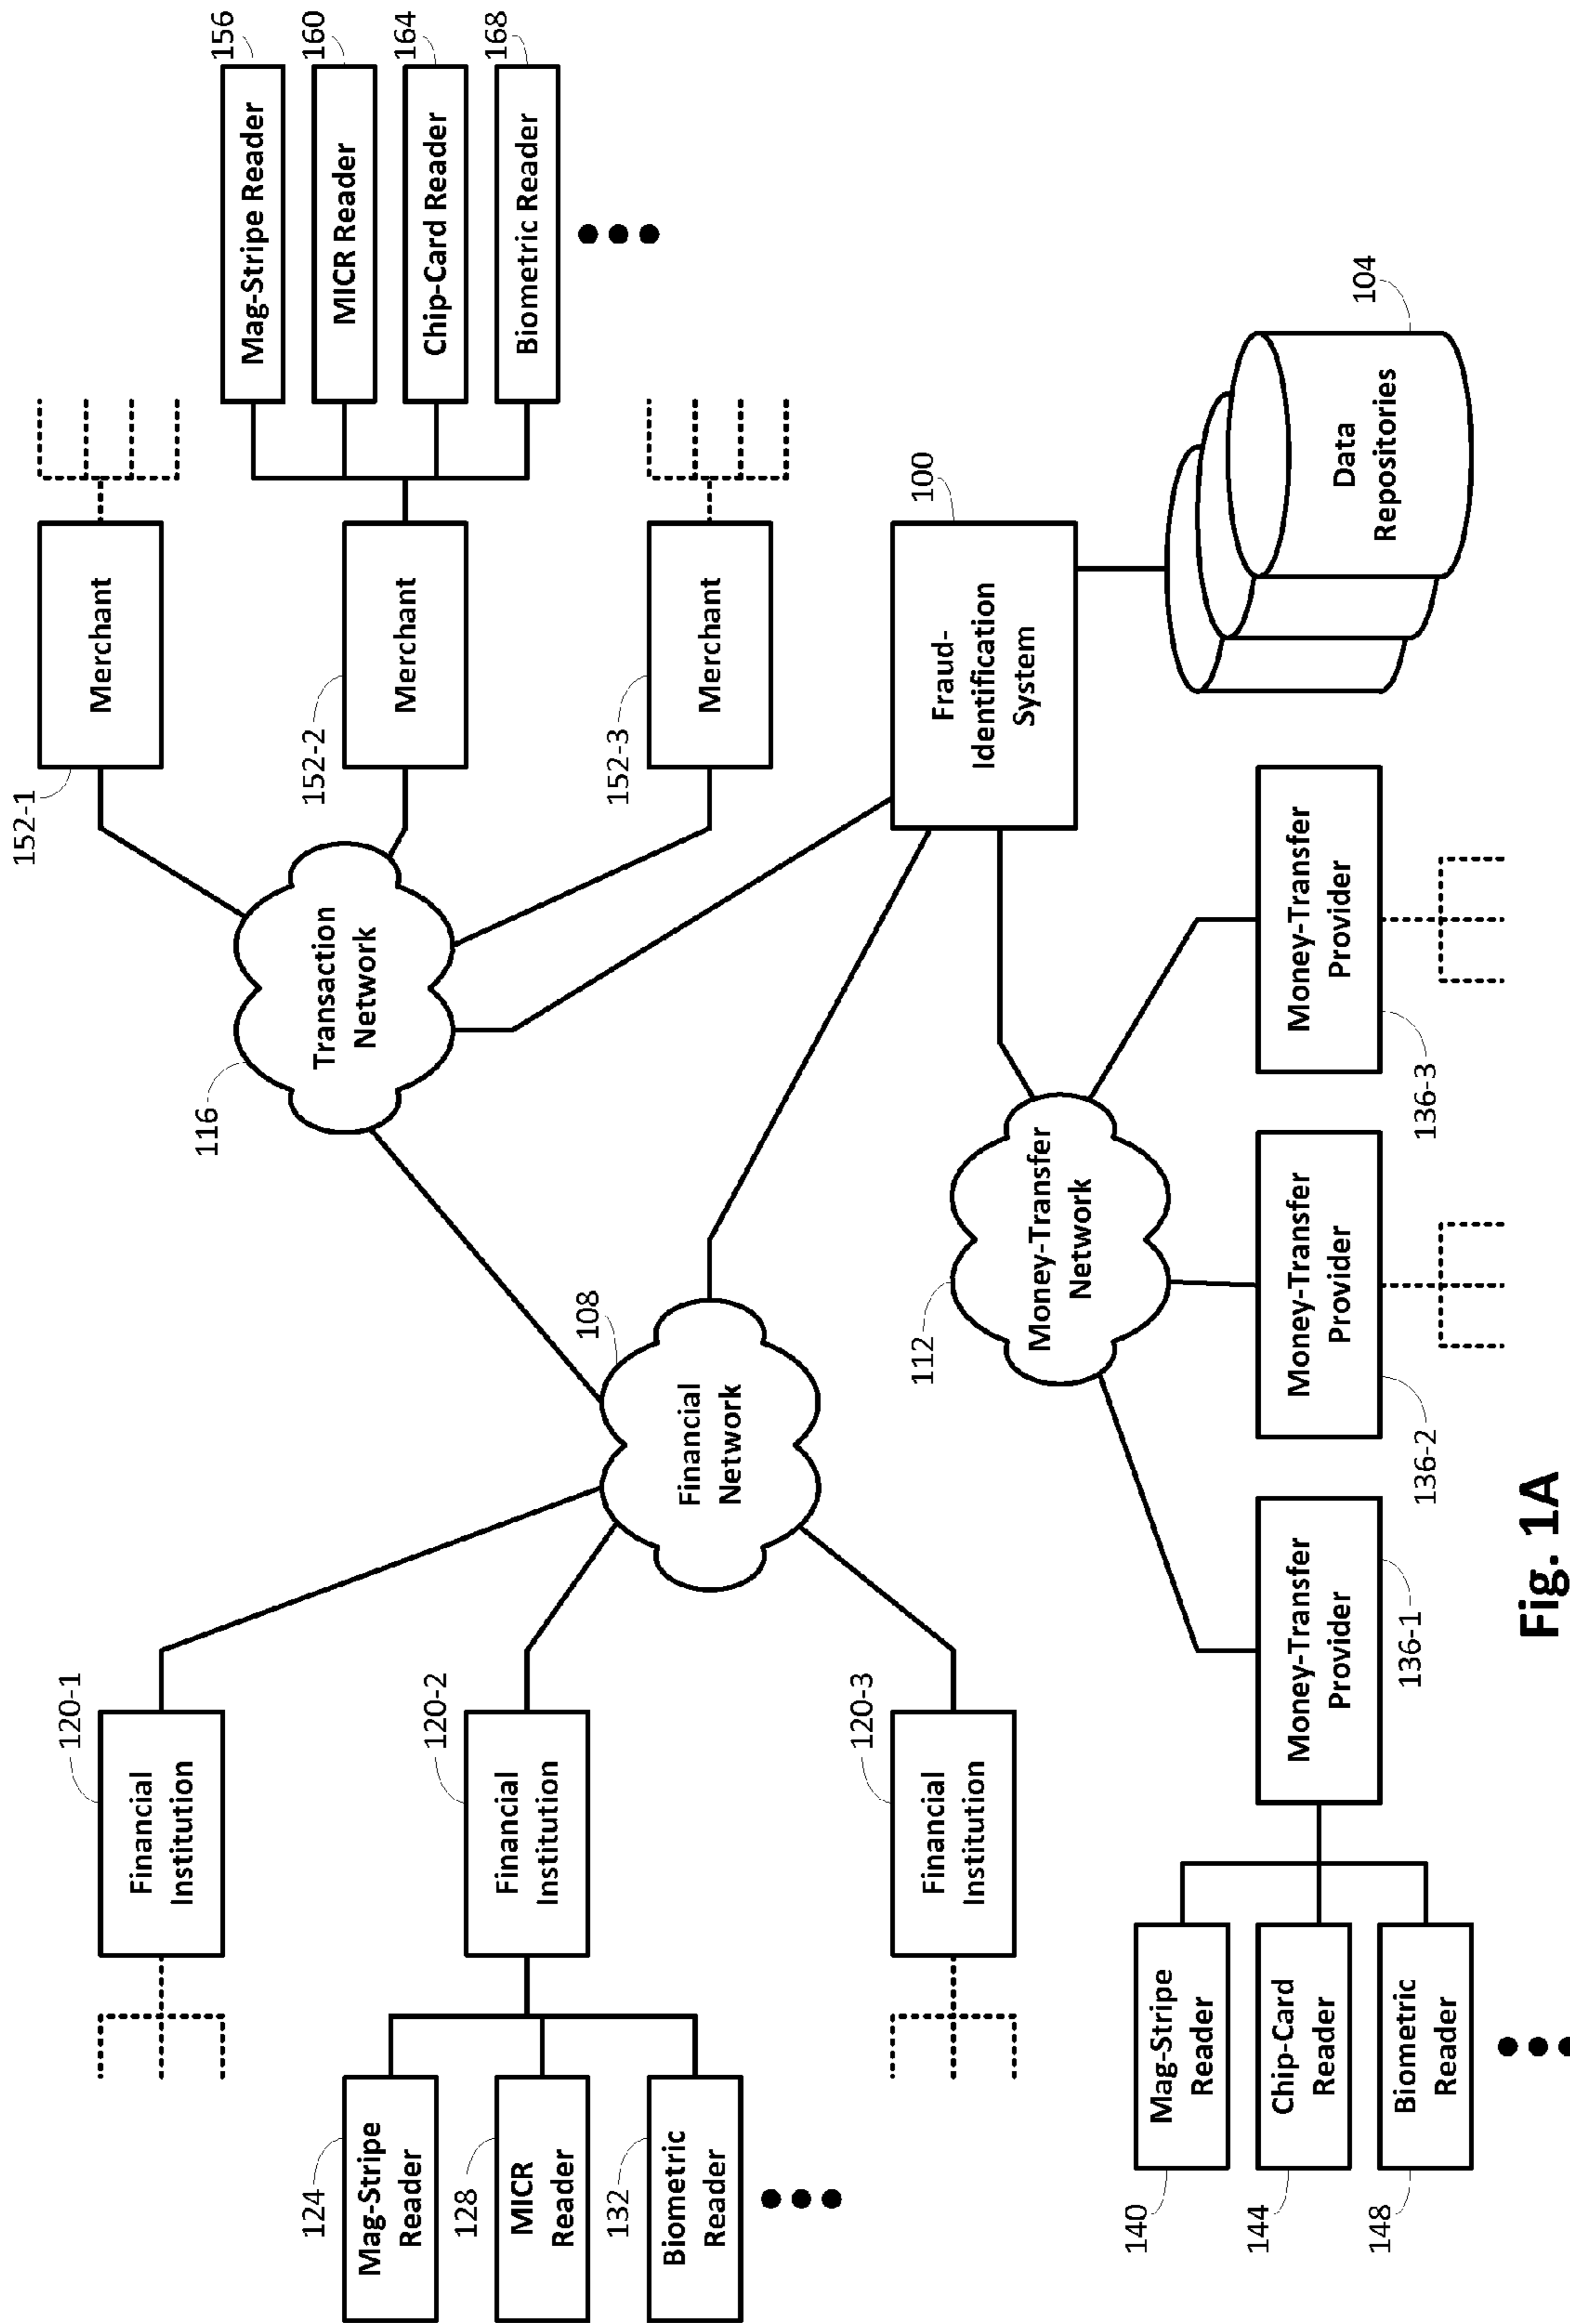 120-1
Financial
Institution
120-2
Financial
Institution
120-3
Financial
Institution
124
Mag-Stripe
Reader
128
MICR
Reader
132
Biometric
Reader
108
Financial
Network
116
Transaction
Network
152-1
Merchant
152-2
Merchant
152-3
Merchant
Mag-Stripe Reader
156
MICR Reader
160
Chip-Card Reader
164
Biometric Reader
168
100
Fraud-
Identification
System
104
Data
Repositories
112
Money-Transfer
Network
Money-Transfer
Provider
136-1
Money-Transfer
Provider
136-2
Money-Transfer
Provider
136-3
140
Mag-Stripe
Reader
144
Chip-Card
Reader
148
Biometric
Reader
Fig. 1A